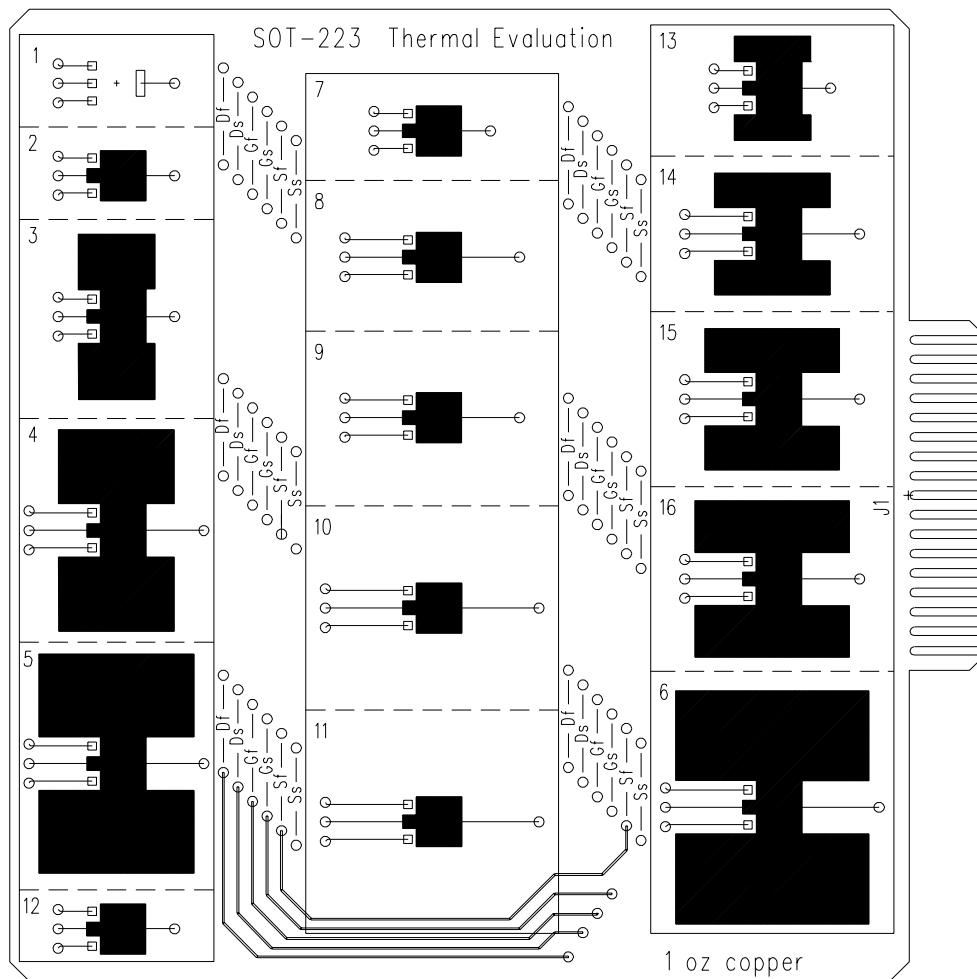 SOT-223 Thermal Evaluation
1
2
3
4
5
12
Df
Ds
Gf
Gs
Sf
Ss
Df
Ds
Gf
Gs
Sf
Ss
Df
Ds
Gf
Gs
Sf
Ss
7
8
9
10
11
Df
Ds
Gf
Gs
Sf
Ss
Df
Ds
Gf
Gs
Sf
Ss
Df
Ds
Gf
Gs
Sf
Ss
13
14
15
16
6
J1
1 oz copper